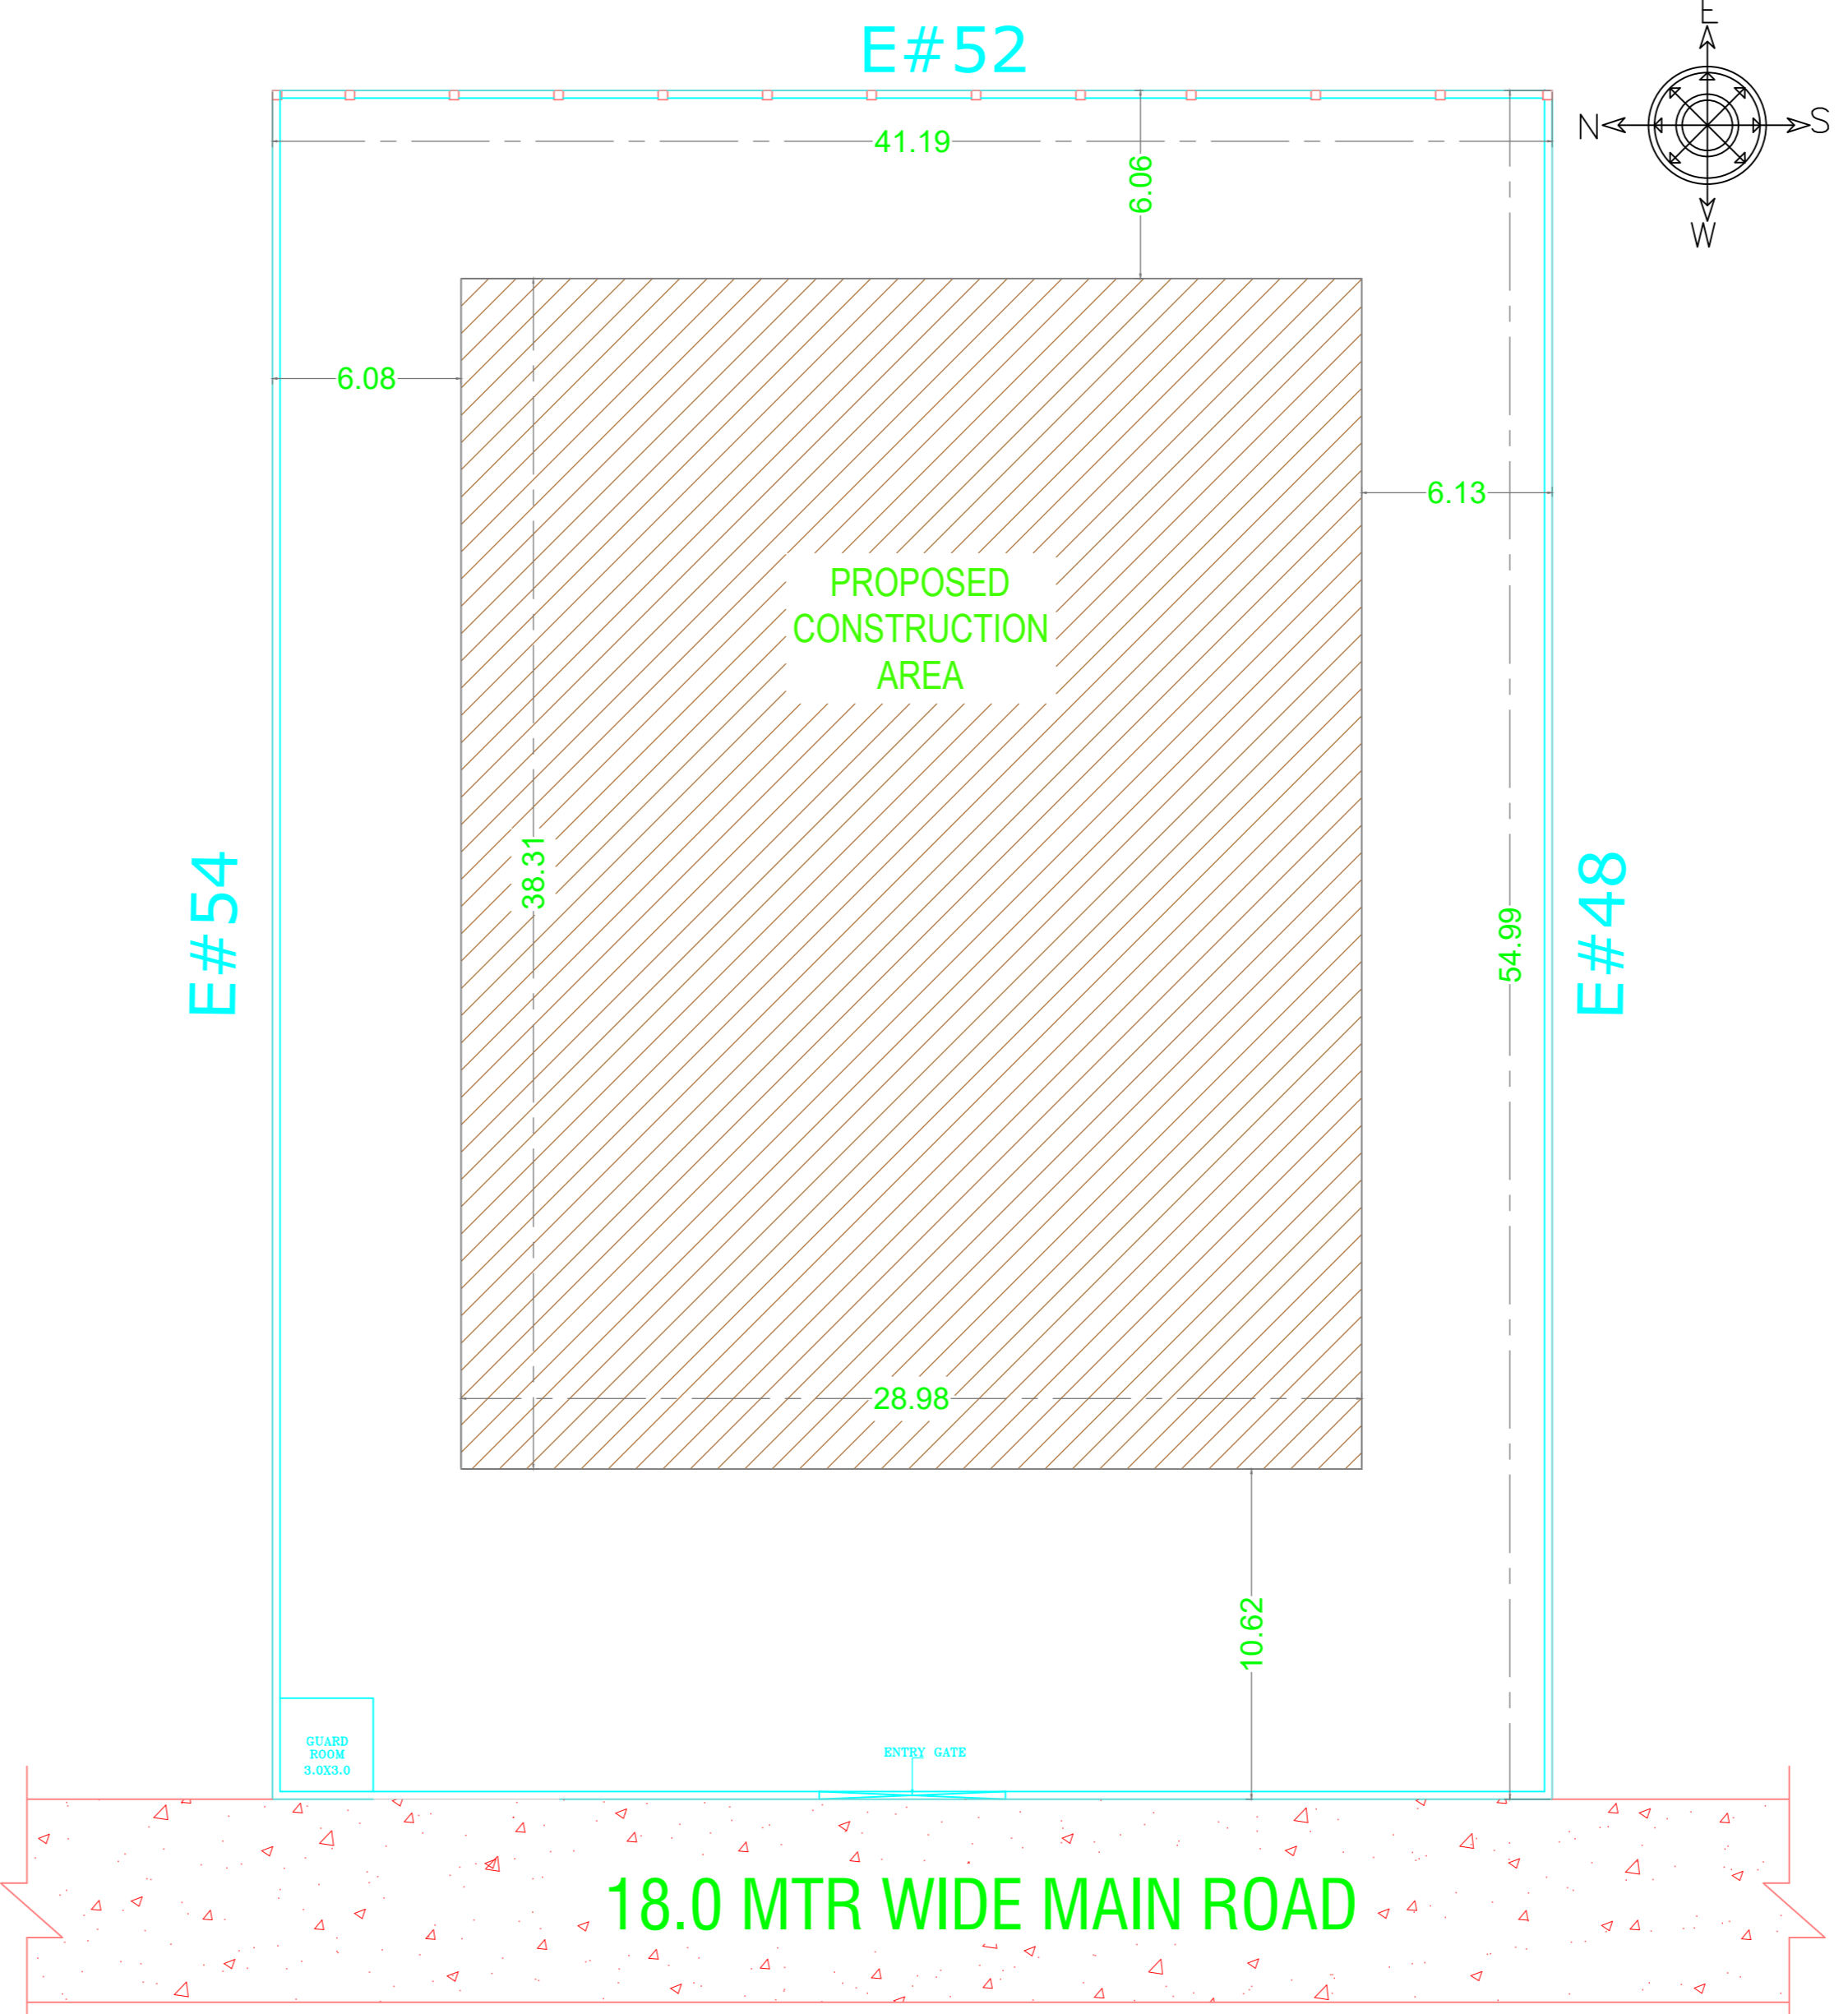 E
E#52
N
S
41.19
6.06
W
6.08
6.13
PROPOSED
CONSTRUCTION
AREA
38.31
E#54
E#48
54.99
28.98
10.62
GUARD
ROOM
3.0X3.0
ENTRY GATE
18.0 MTR WIDE MAIN ROAD